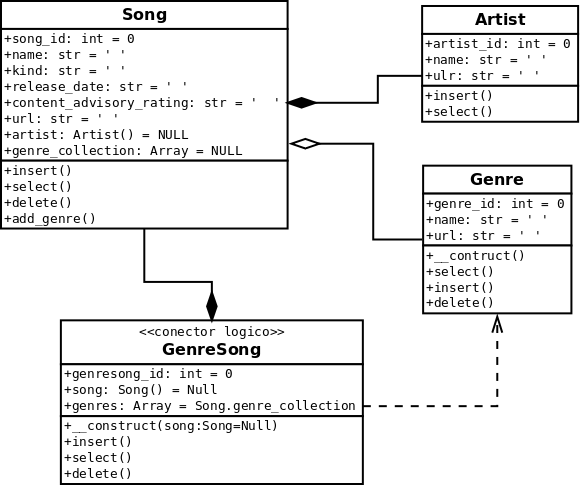 Song
+song_id: int = 0
+name: str = ' '
+kind: str = ' '
+release_date: str = ' '
+content_advisory_rating: str = '  '
+url: str = ' '
+artist: Artist() = NULL
+genre_collection: Array = NULL
+insert()
+select()
+delete()
+add_genre()
Artist
+artist_id: int = 0
+name: str = ' '
+ulr: str = ' '
+insert()
+select()
Genre
+genre_id: int = 0
+name: str = ' '
+url: str = ' '
+__contruct()
+select()
+insert()
+delete()
<<conector logico>>
GenreSong
+genresong_id: int = 0
+song: Song() = Null
+genres: Array = Song.genre_collection
+__construct(song:Song=Null)
+insert()
+select()
+delete()